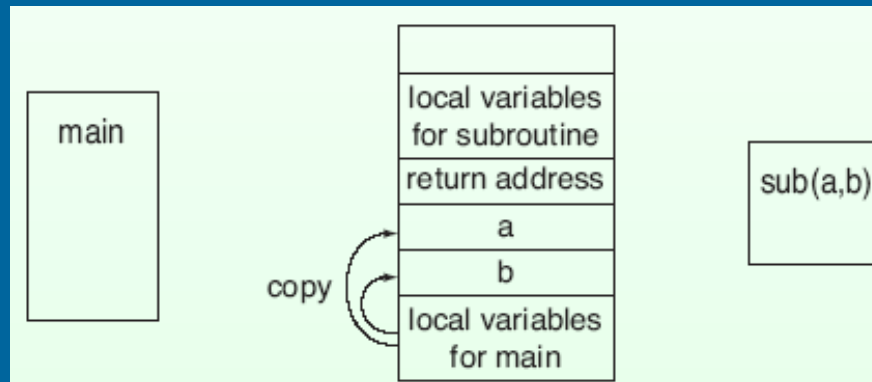 main
local variables
for subroutine
return address
a
b
local variables
for main
copy
sub(a,b)